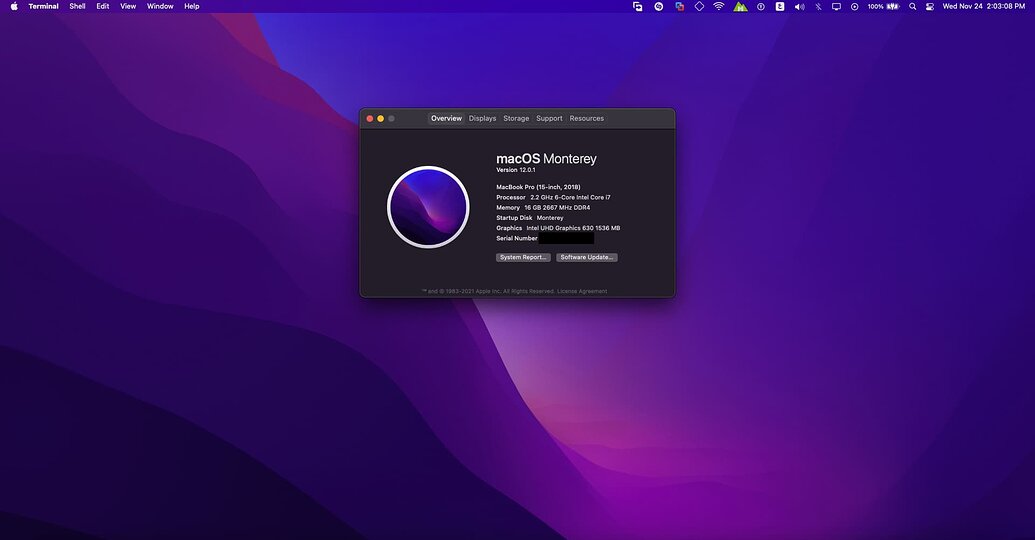 Terminal Shell Edit View Window Help 100% Wed Nov 24 2:03:08 PM
Overview Displays Storage Support Resources
macOS Monterey
Version 12.0.1
MacBook Pro (15-inch, 2018)
Processor 2.2 GHz 6-Core Intel Core i7
Memory 16 GB 2667 MHz DDR4
Startup Disk Monterey
Graphics Intel UHD Graphics 630 1536 MB
Serial Number
System Report... Software Update...
™ and © 1983-2021 Apple Inc. All Rights Reserved. License Agreement